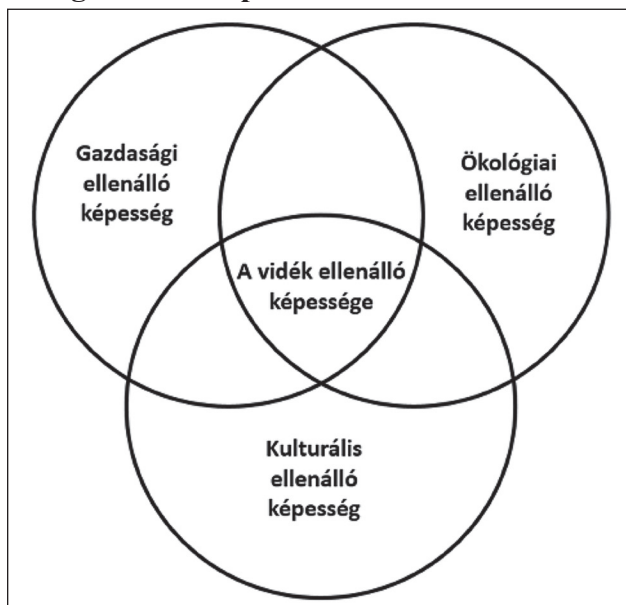 Gazdasági
ellenálló
képesség
Ökológiai
ellenálló
képesség
A vidék ellenálló
képessége
Kulturális
ellenálló
képesség